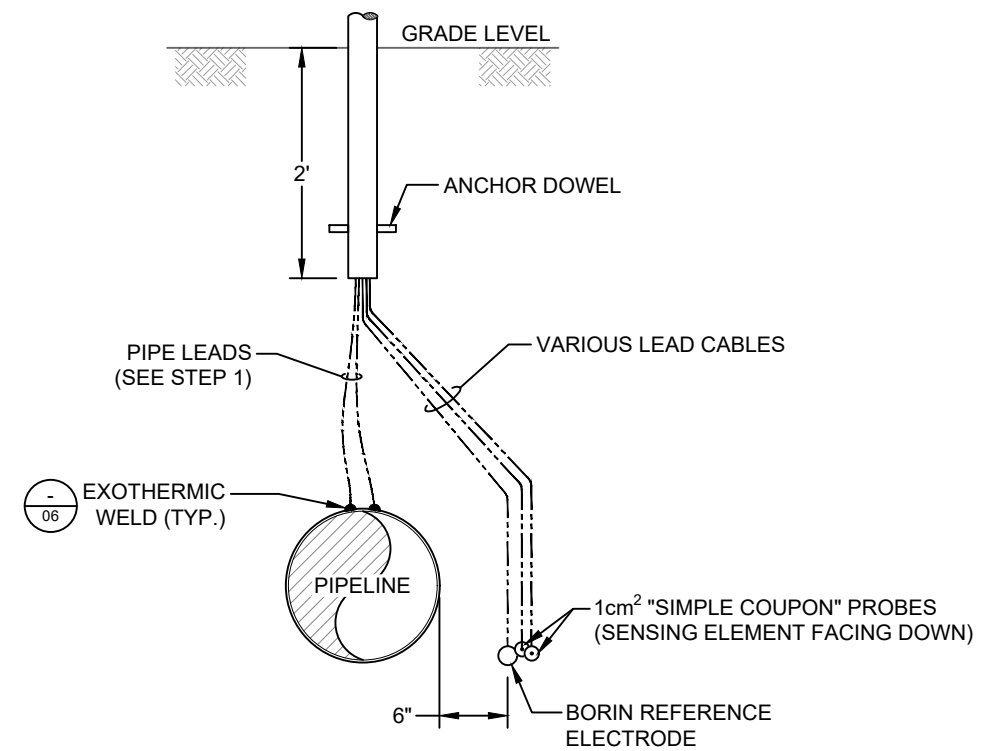 GRADE LEVEL
2'
ANCHOR DOWEL
PIPE LEADS
(SEE STEP 1)
VARIOUS LEAD CABLES
-
06
EXOTHERMIC
WELD (TYP.)
PIPELINE
1cm² "SIMPLE COUPON" PROBES
(SENSING ELEMENT FACING DOWN)
6"
BORIN REFERENCE
ELECTRODE